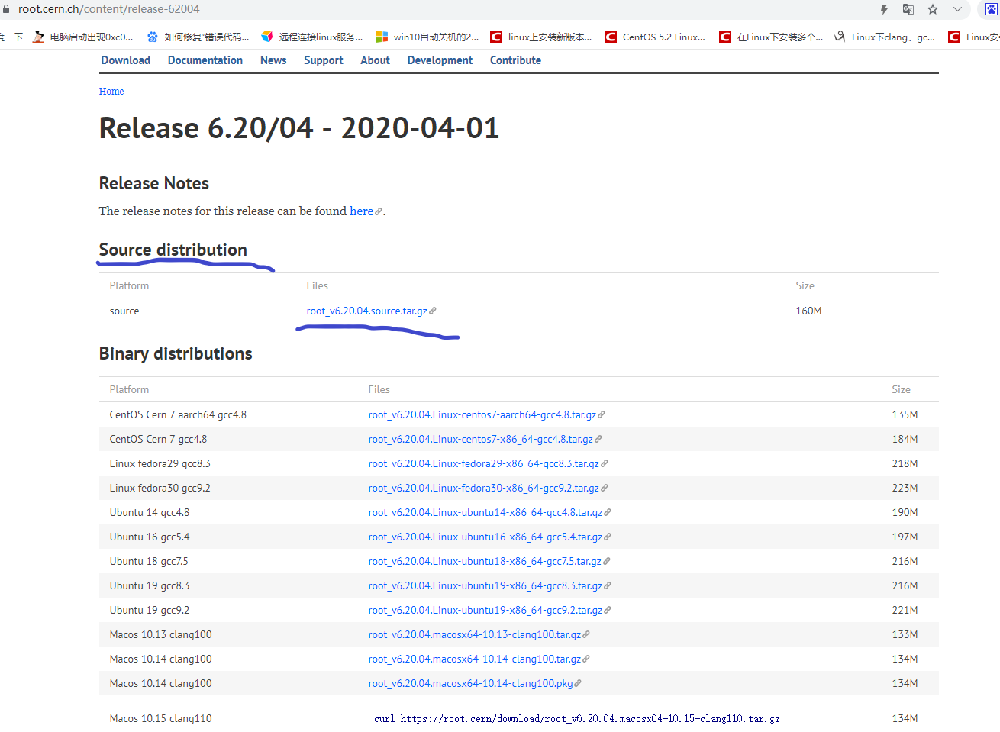 root.cern.ch/content/release-62004
度一下 电脑启动出现0xc0... 如何修复“错误代码... 远程连接linux服务... win10自动关机的2... linux上安装新版本... CentOS 5.2 Linux... 在Linux下安装多个... Linux下clang、gc... Linux安
Download Documentation News Support About Development Contribute
Home
Release 6.20/04 - 2020-04-01
Release Notes
The release notes for this release can be found here.
Source distribution
Platform Files Size
source root_v6.20.04.source.tar.gz 160M
Binary distributions
Platform Files Size
CentOS Cern 7 aarch64 gcc4.8 root_v6.20.04.Linux-centos7-aarch64-gcc4.8.tar.gz 135M
CentOS Cern 7 gcc4.8 root_v6.20.04.Linux-centos7-x86_64-gcc4.8.tar.gz 184M
Linux fedora29 gcc8.3 root_v6.20.04.Linux-fedora29-x86_64-gcc8.3.tar.gz 218M
Linux fedora30 gcc9.2 root_v6.20.04.Linux-fedora30-x86_64-gcc9.2.tar.gz 223M
Ubuntu 14 gcc4.8 root_v6.20.04.Linux-ubuntu14-x86_64-gcc4.8.tar.gz 190M
Ubuntu 16 gcc5.4 root_v6.20.04.Linux-ubuntu16-x86_64-gcc5.4.tar.gz 197M
Ubuntu 18 gcc7.5 root_v6.20.04.Linux-ubuntu18-x86_64-gcc7.5.tar.gz 216M
Ubuntu 19 gcc8.3 root_v6.20.04.Linux-ubuntu19-x86_64-gcc8.3.tar.gz 216M
Ubuntu 19 gcc9.2 root_v6.20.04.Linux-ubuntu19-x86_64-gcc9.2.tar.gz 221M
Macos 10.13 clang100 root_v6.20.04.macosx64-10.13-clang100.tar.gz 133M
Macos 10.14 clang100 root_v6.20.04.macosx64-10.14-clang100.tar.gz 134M
Macos 10.14 clang100 root_v6.20.04.macosx64-10.14-clang100.pkg 134M
Macos 10.15 clang110 curl https://root.cern/download/root_v6.20.04.macosx64-10.15-clang110.tar.gz 134M